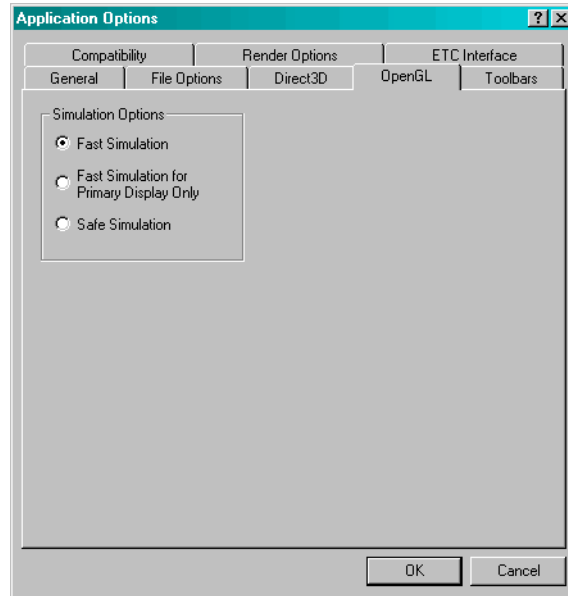 Application Options
Compatibility Render Options ETC Interface
General File Options Direct3D OpenGL Toolbars
Simulation Options
Fast Simulation
Fast Simulation for
Primary Display Only
Safe Simulation
OK Cancel